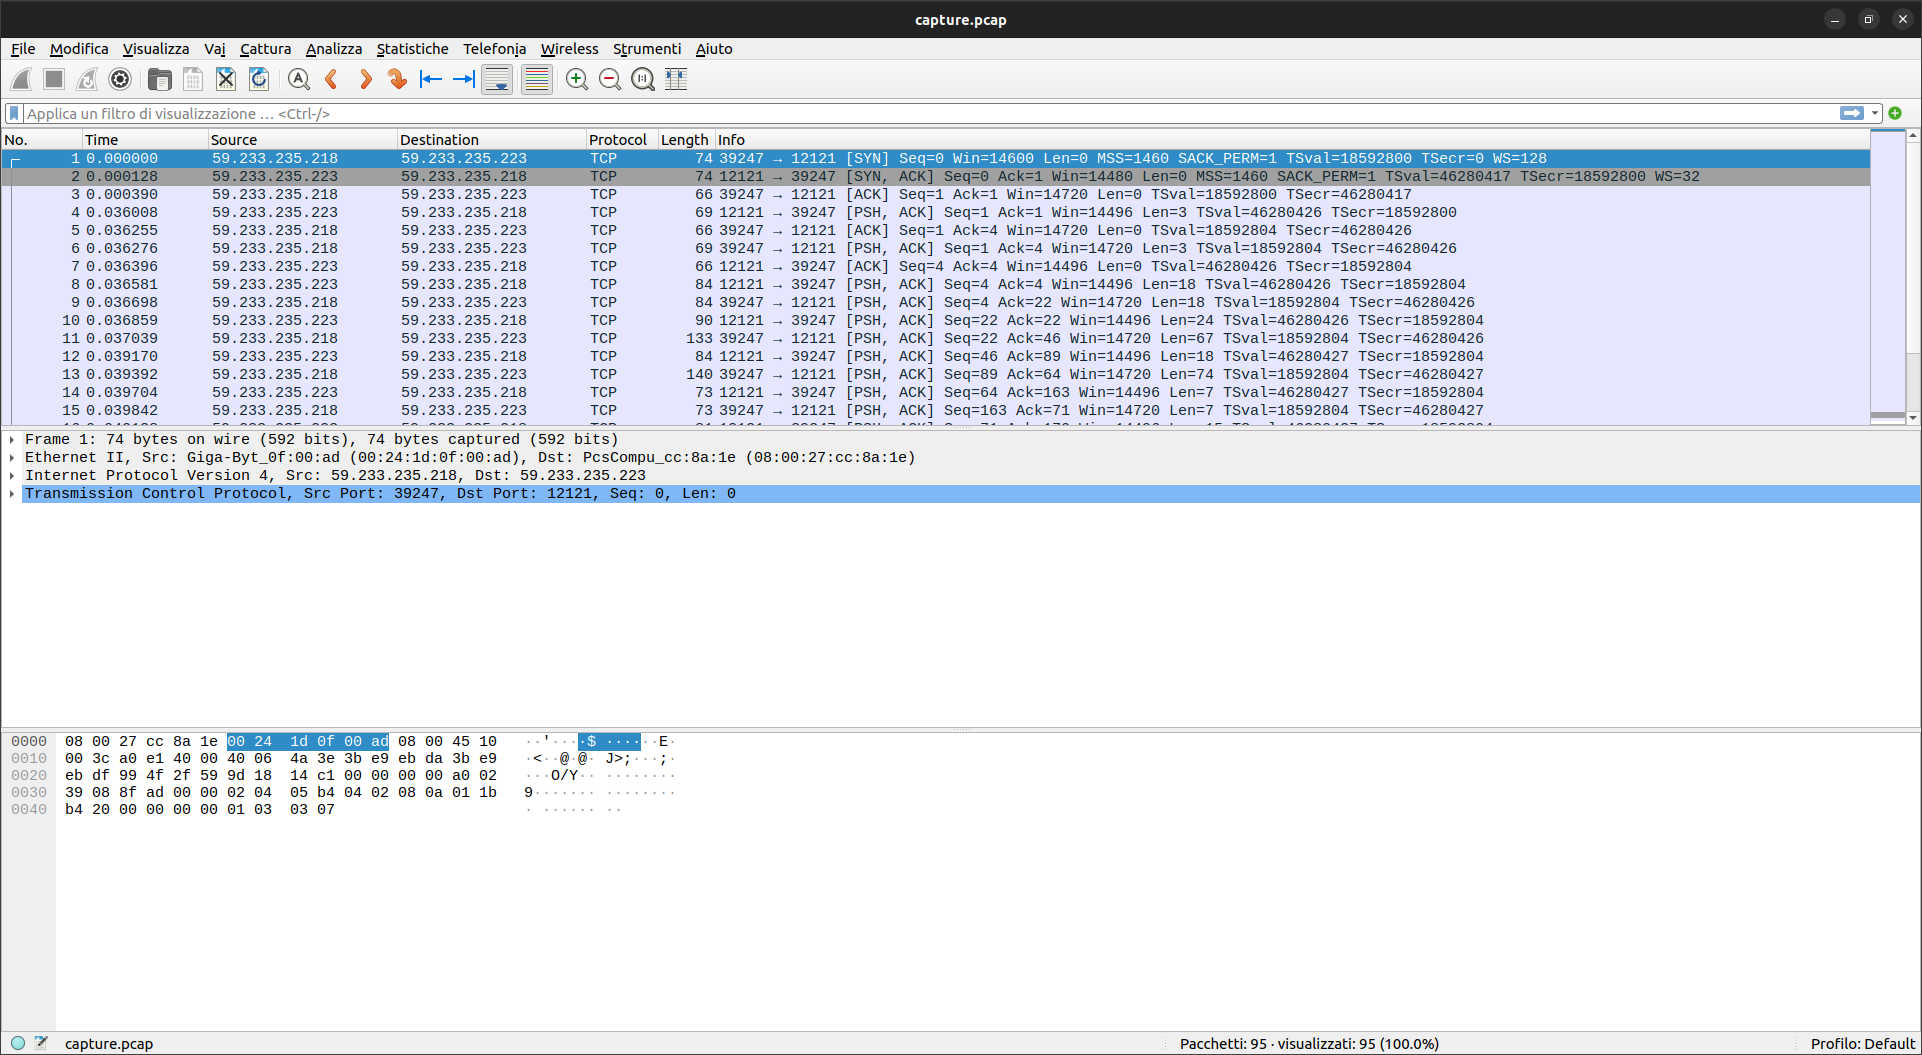 capture.pcap
File Modifica Visualizza Vai Cattura Analizza Statistiche Telefonia Wireless Strumenti Aiuto
Applica un filtro di visualizzazione … <Ctrl-/>
No. Time Source Destination Protocol Length Info
1 0.000000 59.233.235.218 59.233.235.223 TCP 74 39247 → 12121 [SYN] Seq=0 Win=14600 Len=0 MSS=1460 SACK_PERM=1 TSval=18592800 TSecr=0 WS=128
2 0.000128 59.233.235.223 59.233.235.218 TCP 74 12121 → 39247 [SYN, ACK] Seq=0 Ack=1 Win=14480 Len=0 MSS=1460 SACK_PERM=1 TSval=46280417 TSecr=18592800 WS=32
3 0.000390 59.233.235.218 59.233.235.223 TCP 66 39247 → 12121 [ACK] Seq=1 Ack=1 Win=14720 Len=0 TSval=18592800 TSecr=46280417
4 0.036008 59.233.235.223 59.233.235.218 TCP 69 12121 → 39247 [PSH, ACK] Seq=1 Ack=1 Win=14496 Len=3 TSval=46280426 TSecr=18592800
5 0.036255 59.233.235.218 59.233.235.223 TCP 66 39247 → 12121 [ACK] Seq=1 Ack=4 Win=14720 Len=0 TSval=18592804 TSecr=46280426
6 0.036276 59.233.235.218 59.233.235.223 TCP 69 39247 → 12121 [PSH, ACK] Seq=1 Ack=4 Win=14720 Len=3 TSval=18592804 TSecr=46280426
7 0.036396 59.233.235.223 59.233.235.218 TCP 66 12121 → 39247 [ACK] Seq=4 Ack=4 Win=14496 Len=0 TSval=46280426 TSecr=18592804
8 0.036581 59.233.235.223 59.233.235.218 TCP 84 12121 → 39247 [PSH, ACK] Seq=4 Ack=4 Win=14496 Len=18 TSval=46280426 TSecr=18592804
9 0.036698 59.233.235.218 59.233.235.223 TCP 84 39247 → 12121 [PSH, ACK] Seq=4 Ack=22 Win=14720 Len=18 TSval=18592804 TSecr=46280426
10 0.036859 59.233.235.223 59.233.235.218 TCP 90 12121 → 39247 [PSH, ACK] Seq=22 Ack=22 Win=14496 Len=24 TSval=46280426 TSecr=18592804
11 0.037039 59.233.235.218 59.233.235.223 TCP 133 39247 → 12121 [PSH, ACK] Seq=22 Ack=46 Win=14720 Len=67 TSval=18592804 TSecr=46280426
12 0.039170 59.233.235.223 59.233.235.218 TCP 84 12121 → 39247 [PSH, ACK] Seq=46 Ack=89 Win=14496 Len=18 TSval=46280427 TSecr=18592804
13 0.039392 59.233.235.218 59.233.235.223 TCP 140 39247 → 12121 [PSH, ACK] Seq=89 Ack=64 Win=14720 Len=74 TSval=18592804 TSecr=46280427
14 0.039704 59.233.235.223 59.233.235.218 TCP 73 12121 → 39247 [PSH, ACK] Seq=64 Ack=163 Win=14496 Len=7 TSval=46280427 TSecr=18592804
15 0.039842 59.233.235.218 59.233.235.223 TCP 73 39247 → 12121 [PSH, ACK] Seq=163 Ack=71 Win=14720 Len=7 TSval=18592804 TSecr=46280427
Frame 1: 74 bytes on wire (592 bits), 74 bytes captured (592 bits)
Ethernet II, Src: Giga-Byt_0f:00:ad (00:24:1d:0f:00:ad), Dst: PcsCompu_cc:8a:1e (08:00:27:cc:8a:1e)
Internet Protocol Version 4, Src: 59.233.235.218, Dst: 59.233.235.223
Transmission Control Protocol, Src Port: 39247, Dst Port: 12121, Seq: 0, Len: 0
0000 08 00 27 cc 8a 1e 00 24 1d 0f 00 ad 08 00 45 10 ··'····$ ······E·
0010 00 3c a0 e1 40 00 40 06 4a 3e 3b e9 eb da 3b e9 ·<··@·@· J>;···;·
0020 eb df 99 4f 2f 59 9d 18 14 c1 00 00 00 00 a0 02 ···O/Y·· ········
0030 39 08 8f ad 00 00 02 04 05 b4 04 02 08 0a 01 1b 9······· ········
0040 b4 20 00 00 00 00 01 03 03 07 · ······ ··
capture.pcap Pacchetti: 95 · visualizzati: 95 (100.0%) Profilo: Default